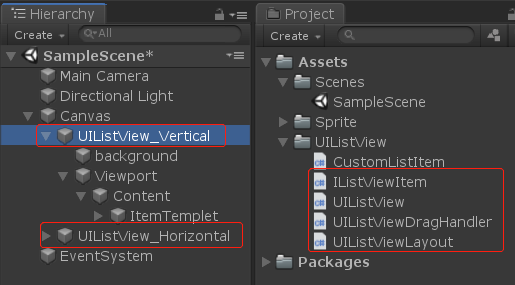 Hierarchy
Create
All
SampleScene*
Main Camera
Directional Light
Canvas
UIListView_Vertical
background
Viewport
Content
ItemTemplet
UIListView_Horizontal
EventSystem
Project
Create
Assets
Scenes
SampleScene
Sprite
UIListView
CustomListItem
IListViewItem
UIListView
UIListViewDragHandler
UIListViewLayout
Packages